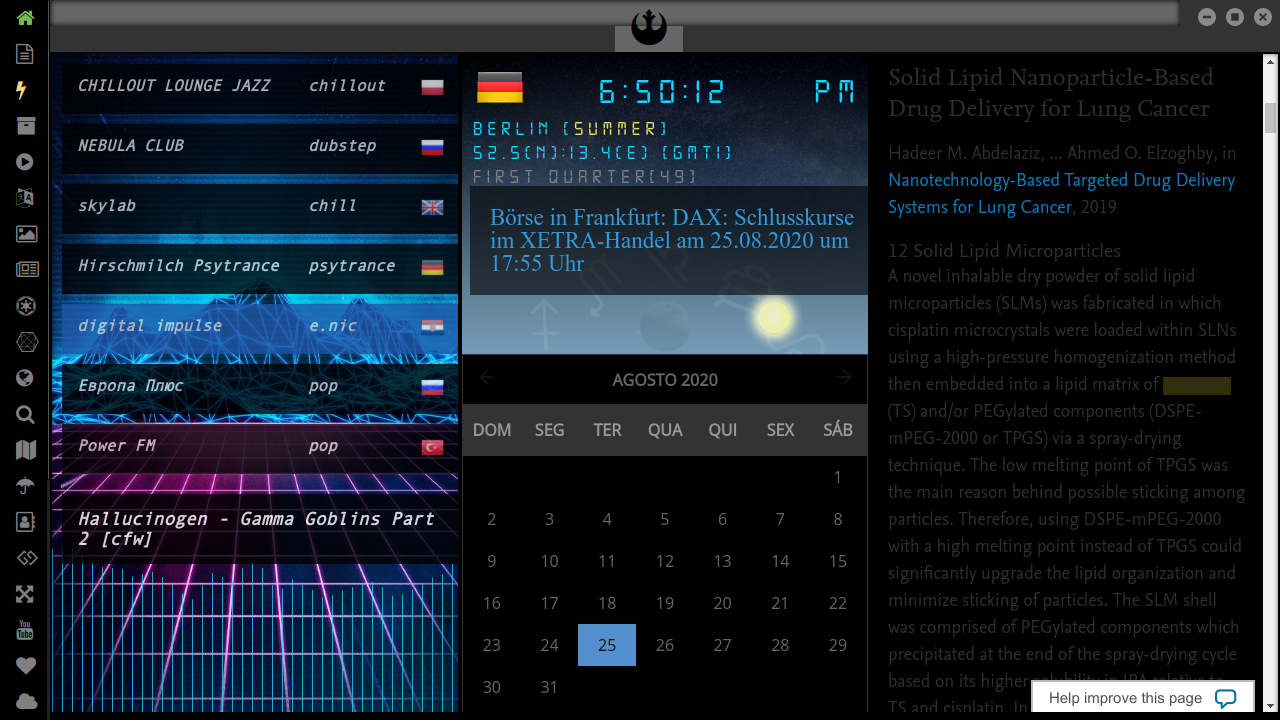 CHILLOUT LOUNGE JAZZ chillout
NEBULA CLUB dubstep
skylab chill
Hirschmilch Psytrance psytrance
digital impulse e.nic
Европа Плюс pop
Power FM pop
Hallucinogen - Gamma Goblins Part
2 [cfw]
You
Tube
6:50:12 PM
BERLIN (SUMMER)
52.5(N):13.4(E) (GMT1)
FIRST QUARTER(49)
Börse in Frankfurt: DAX: Schlusskurse
im XETRA-Handel am 25.08.2020 um
17:55 Uhr
AGOSTO 2020
DOM SEG TER QUA QUI SEX SÁB
1
2 3 4 5 6 7 8
9 10 11 12 13 14 15
16 17 18 19 20 21 22
23 24 25 26 27 28 29
30 31
Solid Lipid Nanoparticle-Based
Drug Delivery for Lung Cancer
Hadeer M. Abdelaziz, ... Ahmed O. Elzoghby, in
Nanotechnology-Based Targeted Drug Delivery
Systems for Lung Cancer, 2019
12 Solid Lipid Microparticles
A novel inhalable dry powder of solid lipid
microparticles (SLMs) was fabricated in which
cisplatin microcrystals were loaded within SLNs
using a high-pressure homogenization method
then embedded into a lipid matrix of
(TS) and/or PEGylated components (DSPE-
mPEG-2000 or TPGS) via a spray-drying
technique. The low melting point of TPGS was
the main reason behind possible sticking among
particles. Therefore, using DSPE-mPEG-2000
with a high melting point instead of TPGS could
significantly upgrade the lipid organization and
minimize sticking of particles. The SLM shell
was comprised of PEGylated components which
precipitated at the end of the spray-drying cycle
based on its higher solubility in IPA relative to
TS and cisplatin. In
Help improve this page